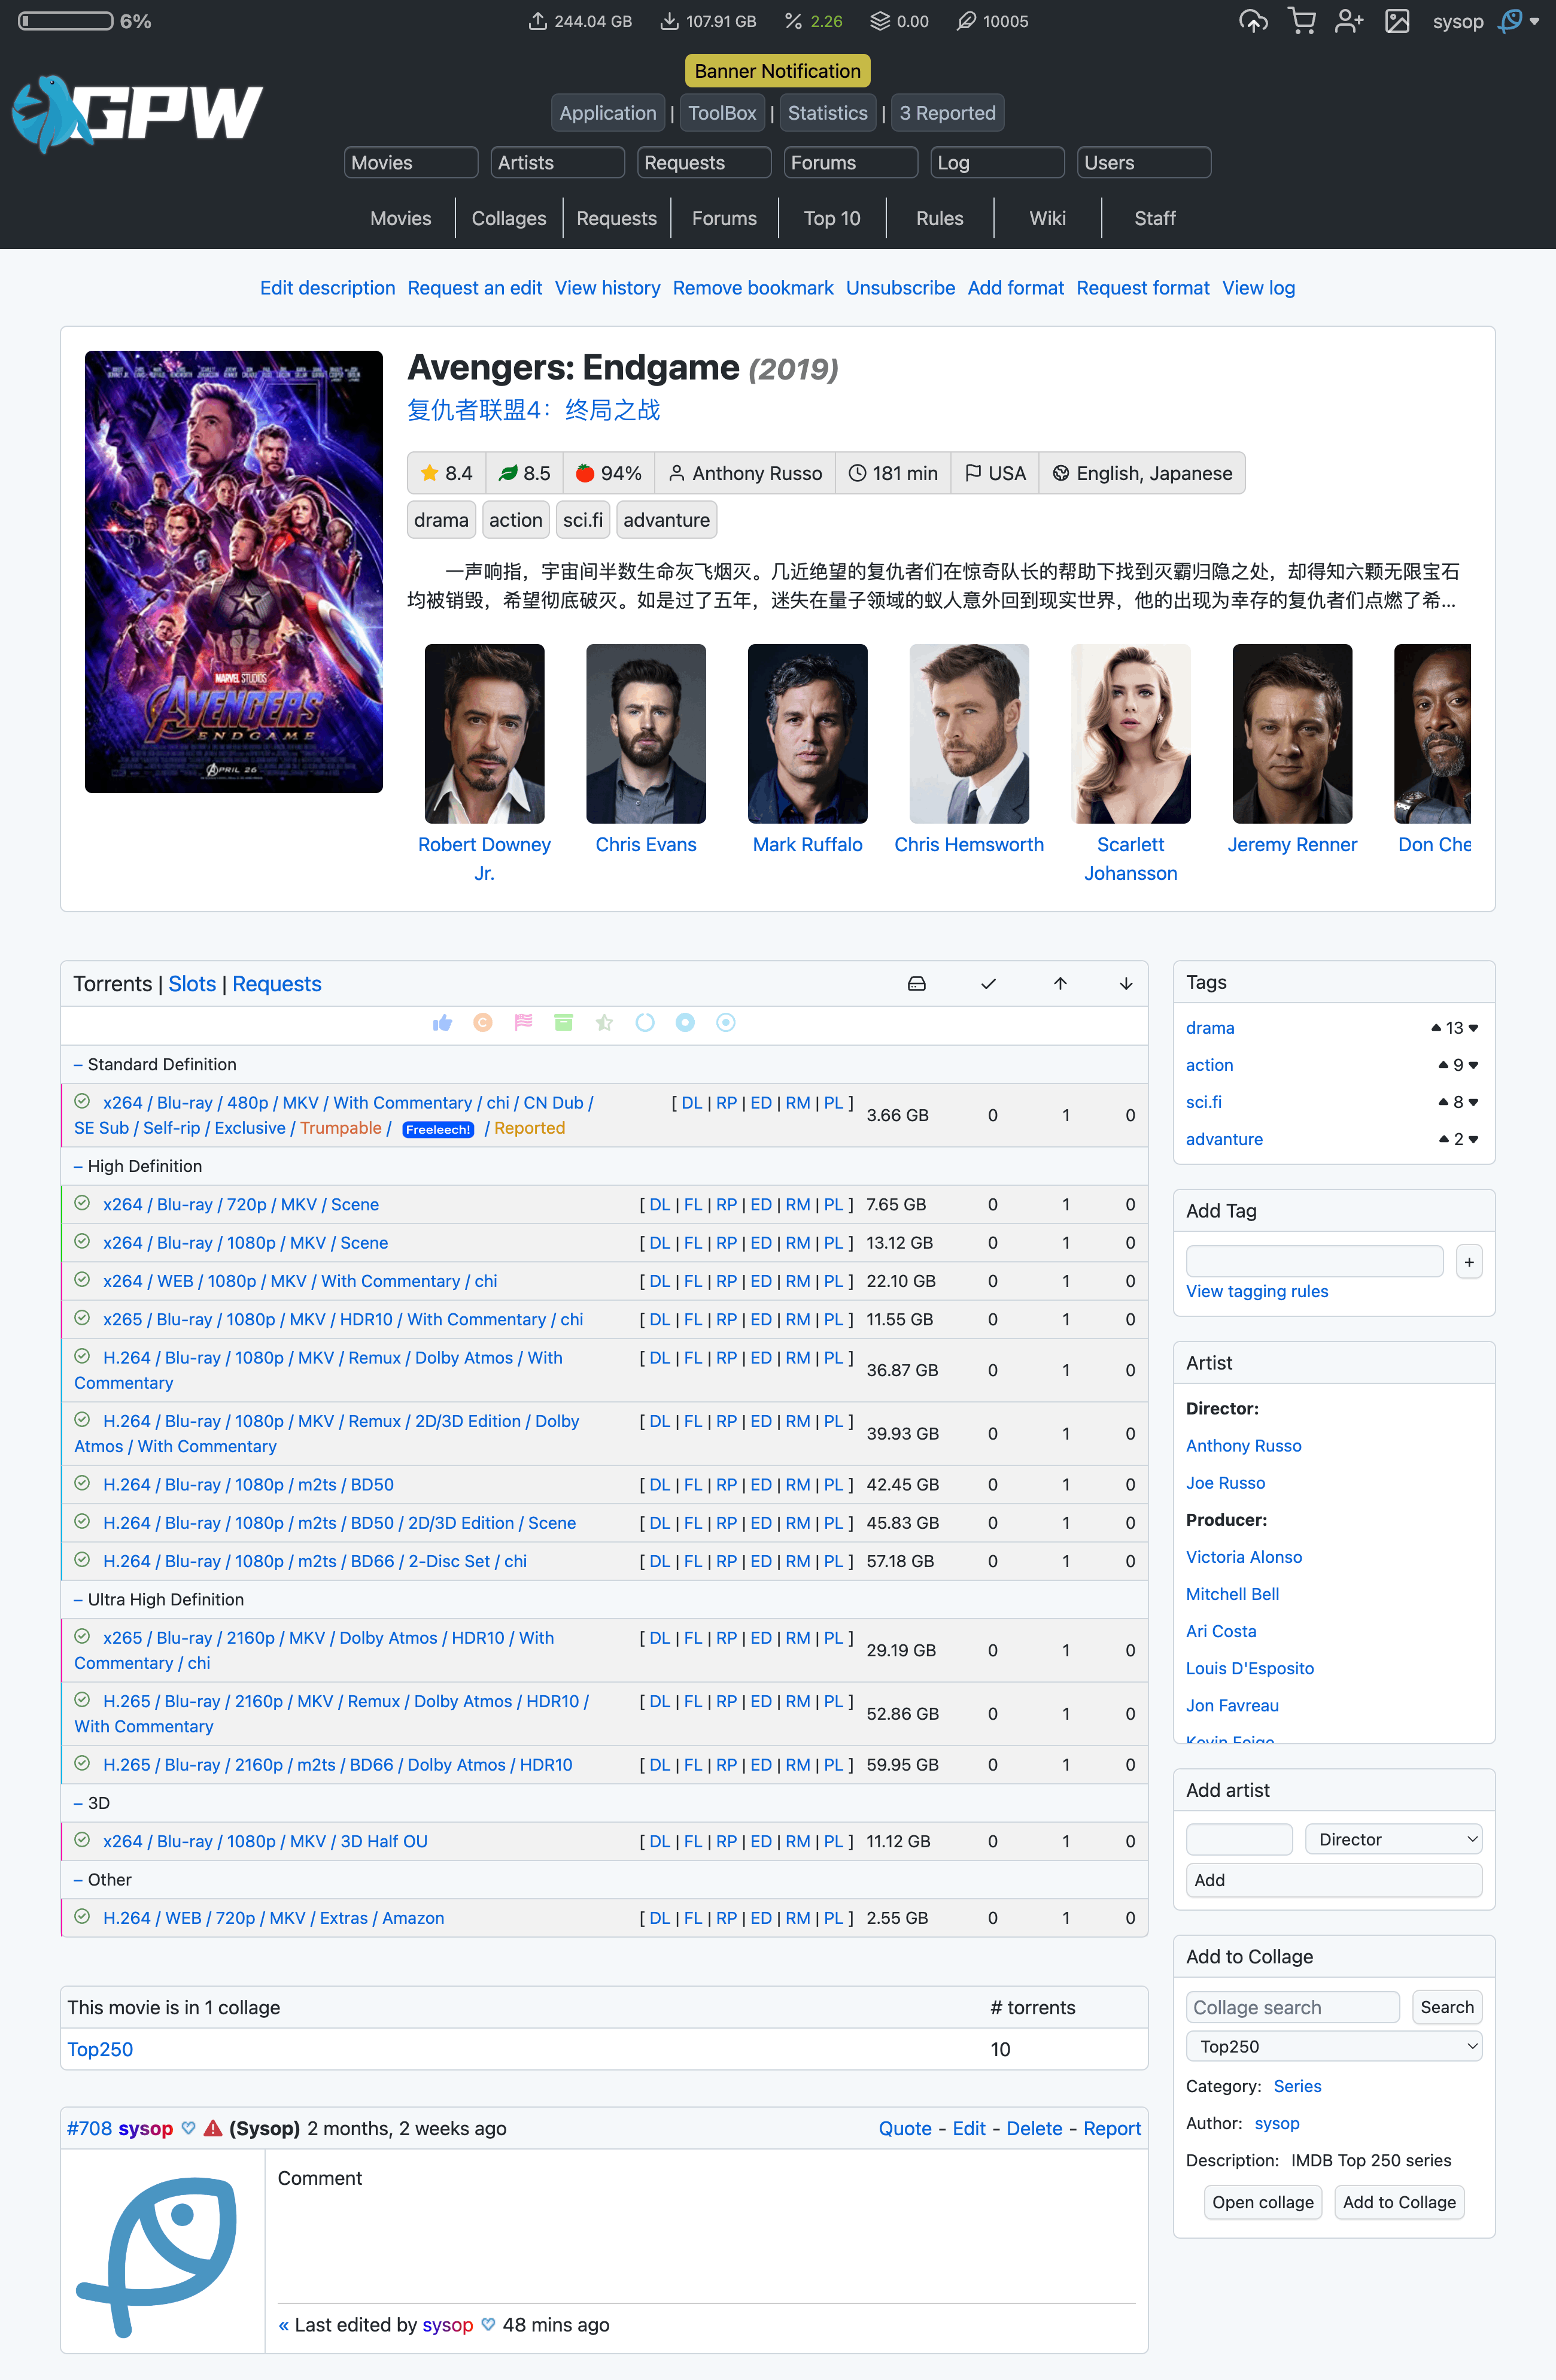 6%
244.04 GB 107.91 GB 2.26 0.00 10005
sysop
Banner Notification
GPW
Application | ToolBox | Statistics | 3 Reported
Movies Artists Requests Forums Log Users
Movies Collages Requests Forums Top 10 Rules Wiki Staff
Edit description Request an edit View history Remove bookmark Unsubscribe Add format Request format View log
MARVEL STUDIOS
AVENGERS
ENDGAME
APRIL 26
Avengers: Endgame (2019)
复仇者联盟4：终局之战
8.4 8.5 94% Anthony Russo 181 min USA English, Japanese
drama action sci.fi advanture
一声响指，宇宙间半数生命灰飞烟灭。几近绝望的复仇者们在惊奇队长的帮助下找到灭霸归隐之处，却得知六颗无限宝石
均被销毁，希望彻底破灭。如是过了五年，迷失在量子领域的蚁人意外回到现实世界，他的出现为幸存的复仇者们点燃了希...
Robert Downey Jr.
Chris Evans
Mark Ruffalo
Chris Hemsworth
Scarlett Johansson
Jeremy Renner
Don Che
Torrents | Slots | Requests
– Standard Definition
x264 / Blu-ray / 480p / MKV / With Commentary / chi / CN Dub / [ DL | RP | ED | RM | PL ] 3.66 GB 0 1 0
SE Sub / Self-rip / Exclusive / Trumpable / Freeleech! / Reported
– High Definition
x264 / Blu-ray / 720p / MKV / Scene [ DL | FL | RP | ED | RM | PL ] 7.65 GB 0 1 0
x264 / Blu-ray / 1080p / MKV / Scene [ DL | FL | RP | ED | RM | PL ] 13.12 GB 0 1 0
x264 / WEB / 1080p / MKV / With Commentary / chi [ DL | FL | RP | ED | RM | PL ] 22.10 GB 0 1 0
x265 / Blu-ray / 1080p / MKV / HDR10 / With Commentary / chi [ DL | FL | RP | ED | RM | PL ] 11.55 GB 0 1 0
H.264 / Blu-ray / 1080p / MKV / Remux / Dolby Atmos / With [ DL | FL | RP | ED | RM | PL ] 36.87 GB 0 1 0
Commentary
H.264 / Blu-ray / 1080p / MKV / Remux / 2D/3D Edition / Dolby [ DL | FL | RP | ED | RM | PL ] 39.93 GB 0 1 0
Atmos / With Commentary
H.264 / Blu-ray / 1080p / m2ts / BD50 [ DL | FL | RP | ED | RM | PL ] 42.45 GB 0 1 0
H.264 / Blu-ray / 1080p / m2ts / BD50 / 2D/3D Edition / Scene [ DL | FL | RP | ED | RM | PL ] 45.83 GB 0 1 0
H.264 / Blu-ray / 1080p / m2ts / BD66 / 2-Disc Set / chi [ DL | FL | RP | ED | RM | PL ] 57.18 GB 0 1 0
– Ultra High Definition
x265 / Blu-ray / 2160p / MKV / Dolby Atmos / HDR10 / With [ DL | FL | RP | ED | RM | PL ] 29.19 GB 0 1 0
Commentary / chi
H.265 / Blu-ray / 2160p / MKV / Remux / Dolby Atmos / HDR10 / [ DL | FL | RP | ED | RM | PL ] 52.86 GB 0 1 0
With Commentary
H.265 / Blu-ray / 2160p / m2ts / BD66 / Dolby Atmos / HDR10 [ DL | FL | RP | ED | RM | PL ] 59.95 GB 0 1 0
– 3D
x264 / Blu-ray / 1080p / MKV / 3D Half OU [ DL | FL | RP | ED | RM | PL ] 11.12 GB 0 1 0
– Other
H.264 / WEB / 720p / MKV / Extras / Amazon [ DL | FL | RP | ED | RM | PL ] 2.55 GB 0 1 0
This movie is in 1 collage # torrents
Top250 10
#708 sysop (Sysop) 2 months, 2 weeks ago Quote - Edit - Delete - Report
Comment
« Last edited by sysop 48 mins ago
Tags
drama 13
action 9
sci.fi 8
advanture 2
Add Tag
+
View tagging rules
Artist
Director:
Anthony Russo
Joe Russo
Producer:
Victoria Alonso
Mitchell Bell
Ari Costa
Louis D'Esposito
Jon Favreau
Kevin Feige
Add artist
Director
Add
Add to Collage
Collage search Search
Top250
Category: Series
Author: sysop
Description: IMDB Top 250 series
Open collage Add to Collage